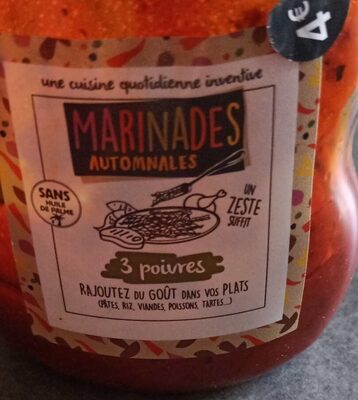 4€
une cuisine quotidienne inventive
MARINADES
AUTOMNALES
SANS
HUILE
DE PALME
UN
ZESTE
SUFFIT
3 poivres
RAJOUTEZ DU GOÛT DANS VOS PLATS
(PÂTES, RIZ, VIANDES, POISSONS, TARTES...)